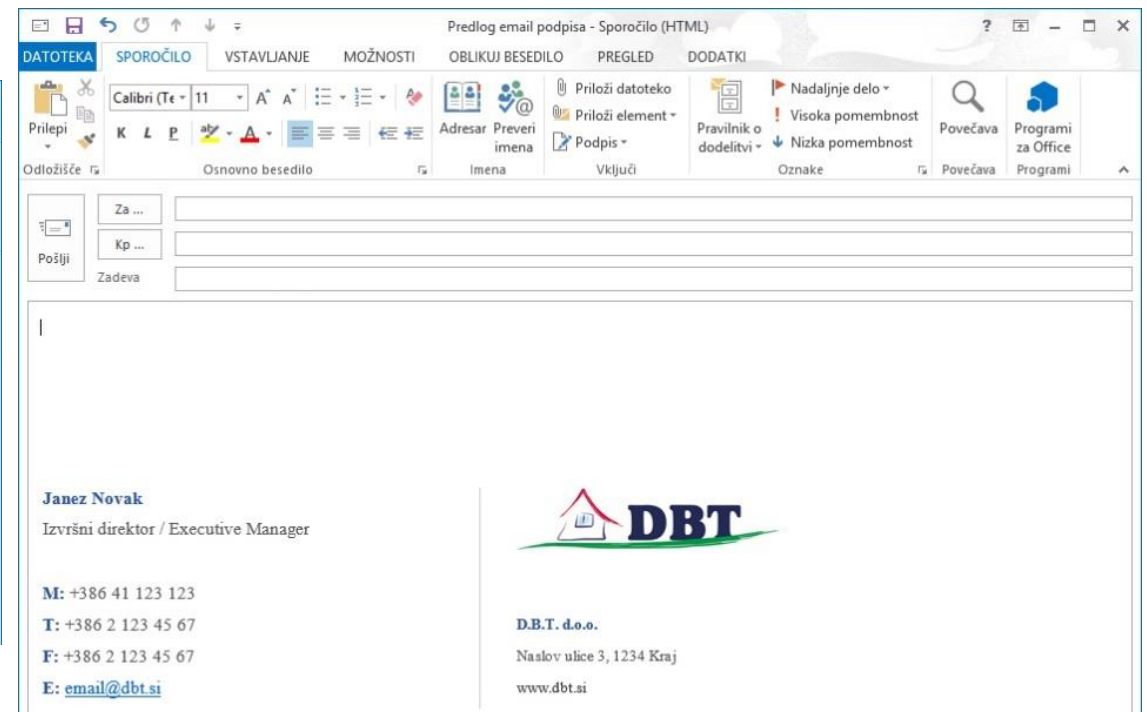 Predlog email podpisa - Sporočilo (HTML)
?
DATOTEKA SPOROČILO VSTAVLJANJE MOŽNOSTI OBLIKUJ BESEDILO PREGLED DODATKI
Prilepi
Odložišče
Calibri (Te 11 A A
K L P aby A
Osnovno besedilo
Adresar Preveri imena
Imena
Priloži datoteko
Priloži element
Podpis
Vključi
Pravilnik o dodelitvi
Nadaljnje delo
Visoka pomembnost
Nizka pomembnost
Oznake
Povečava
Povečava
Programi za Office
Programi
Pošlji
Za ...
Kp ...
Zadeva
Janez Novak
Izvršni direktor / Executive Manager
M: +386 41 123 123
T: +386 2 123 45 67
F: +386 2 123 45 67
E: email@dbt.si
DBT
D.B.T. d.o.o.
Naslov ulice 3, 1234 Kraj
www.dbt.si